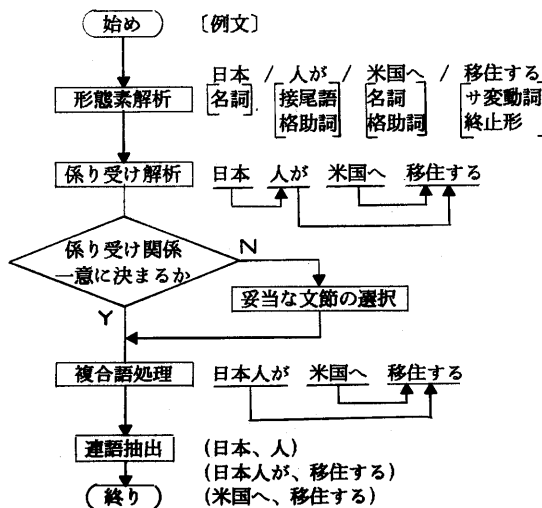 始め 〔例文〕
日本 / 人が / 米国へ / 移住する
形態素解析 名詞 接尾語 名詞 サ変動詞
格助詞 格助詞 終止形
係り受け解析 日本 人が 米国へ 移住する
係り受け関係 N
一意に決まるか
妥当な文節の選択
Y
複合語処理 日本人が 米国へ 移住する
連語抽出 (日本、人)
(日本人が、移住する)
終り (米国へ、移住する)